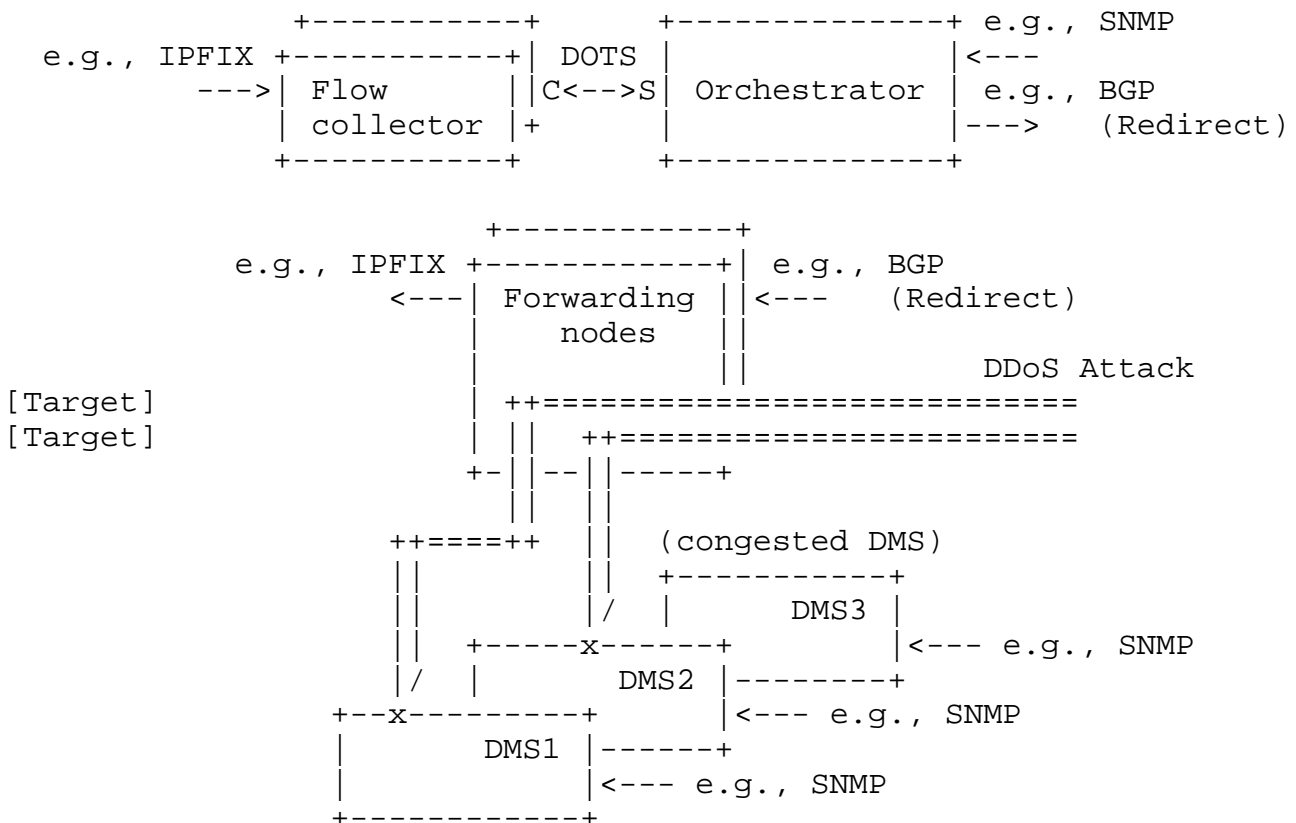 e.g., SNMP
e.g., IPFIX DOTS <---
---> Flow C<-->S Orchestrator e.g., BGP
collector ---> (Redirect)
e.g., IPFIX e.g., BGP
<--- Forwarding <--- (Redirect)
nodes
DDoS Attack
[Target]
[Target]
(congested DMS)
DMS3
x <--- e.g., SNMP
DMS2
x <--- e.g., SNMP
DMS1
<--- e.g., SNMP